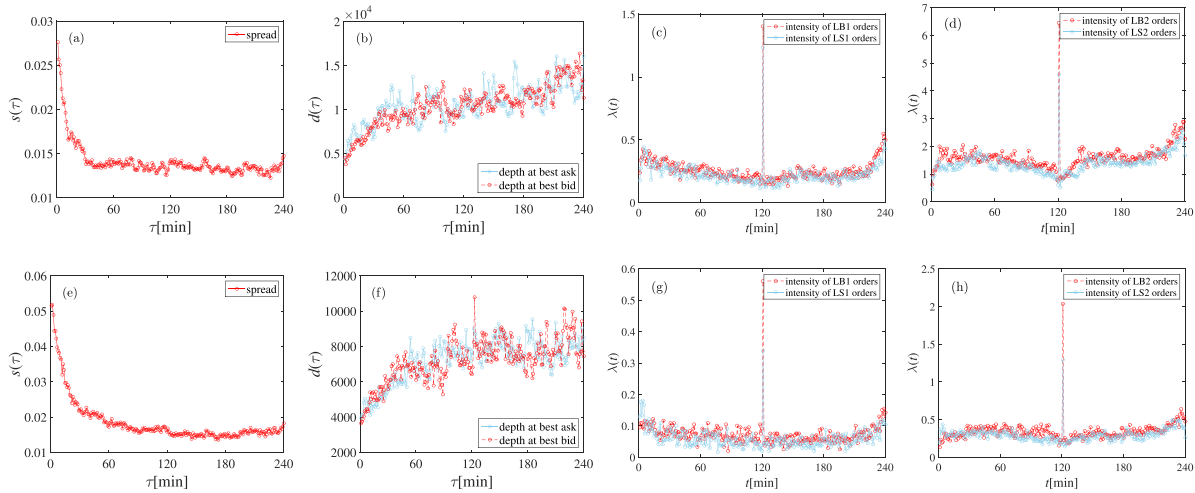 (a)
spread
0.03
0.025
0.02
0.015
0.01
s(τ)
0 60 120 180 240
τ[min]
×10⁴
(b)
2
1.5
1
0.5
0
d(τ)
depth at best ask
depth at best bid
0 60 120 180 240
τ[min]
(c)
intensity of LB1 orders
intensity of LS1 orders
1.5
1
0.5
0
λ(t)
0 60 120 180 240
t[min]
(d)
intensity of LB2 orders
intensity of LS2 orders
7
6
5
4
3
2
1
0
λ(t)
0 60 120 180 240
t[min]
(e)
spread
0.06
0.05
0.04
0.03
0.02
0.01
s(τ)
0 60 120 180 240
τ[min]
(f)
12000
10000
8000
6000
4000
2000
d(τ)
depth at best ask
depth at best bid
0 60 120 180 240
τ[min]
(g)
intensity of LB1 orders
intensity of LS1 orders
0.6
0.5
0.4
0.3
0.2
0.1
0
λ(t)
0 60 120 180 240
t[min]
(h)
intensity of LB2 orders
intensity of LS2 orders
2.5
2
1.5
1
0.5
0
λ(t)
0 60 120 180 240
t[min]